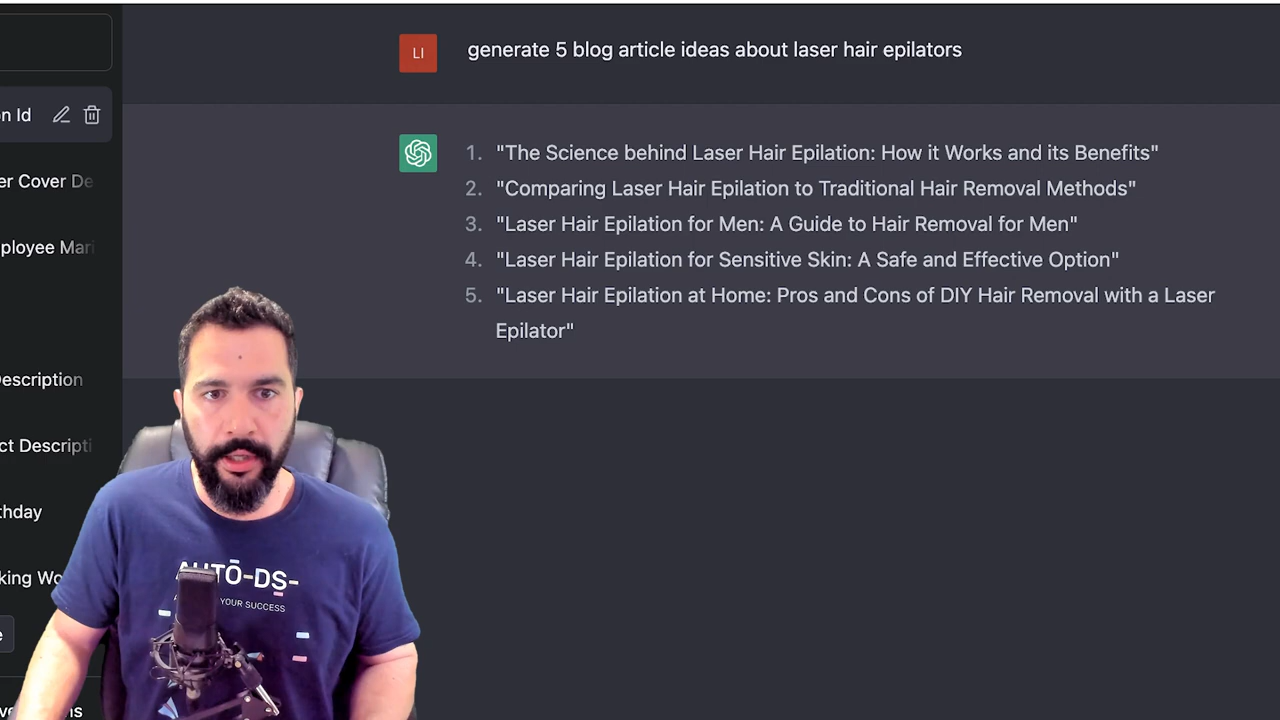 LI
generate 5 blog article ideas about laser hair epilators
1. "The Science behind Laser Hair Epilation: How it Works and its Benefits"
2. "Comparing Laser Hair Epilation to Traditional Hair Removal Methods"
3. "Laser Hair Epilation for Men: A Guide to Hair Removal for Men"
4. "Laser Hair Epilation for Sensitive Skin: A Safe and Effective Option"
5. "Laser Hair Epilation at Home: Pros and Cons of DIY Hair Removal with a Laser
Epilator"
n Id
er Cover De
ployee Mari
Description
ct Descripti
thday
king Wo
e
AUTŌ-DS-
YOUR SUCCESS